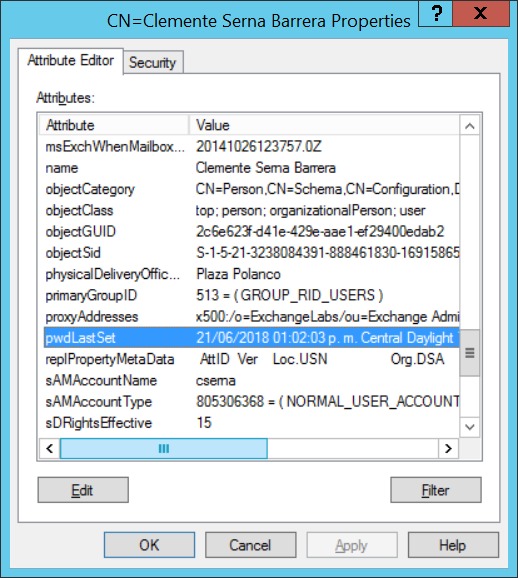 CN=Clemente Serna Barrera Properties ? X
Attribute Editor Security
Attributes:
Attribute Value
msExchWhenMailbox... 20141026123757.0Z
name Clemente Serna Barrera
objectCategory CN=Person,CN=Schema,CN=Configuration,D
objectClass top; person; organizationalPerson; user
objectGUID 2c6e623f-d41e-429e-aae1-ef29400edab2
objectSid S-1-5-21-3238084391-888461830-16915865
physicalDeliveryOffic... Plaza Polanco
primaryGroupID 513 = ( GROUP_RID_USERS )
proxyAddresses x500:/o=ExchangeLabs/ou=Exchange Admi
pwdLastSet 21/06/2018 01:02:03 p. m. Central Daylight
replPropertyMetaData AttID Ver Loc.USN Org.DSA
sAMAccountName cserna
sAMAccountType 805306368 = ( NORMAL_USER_ACCOUNT
sDRightsEffective 15
Edit Filter
OK Cancel Apply Help